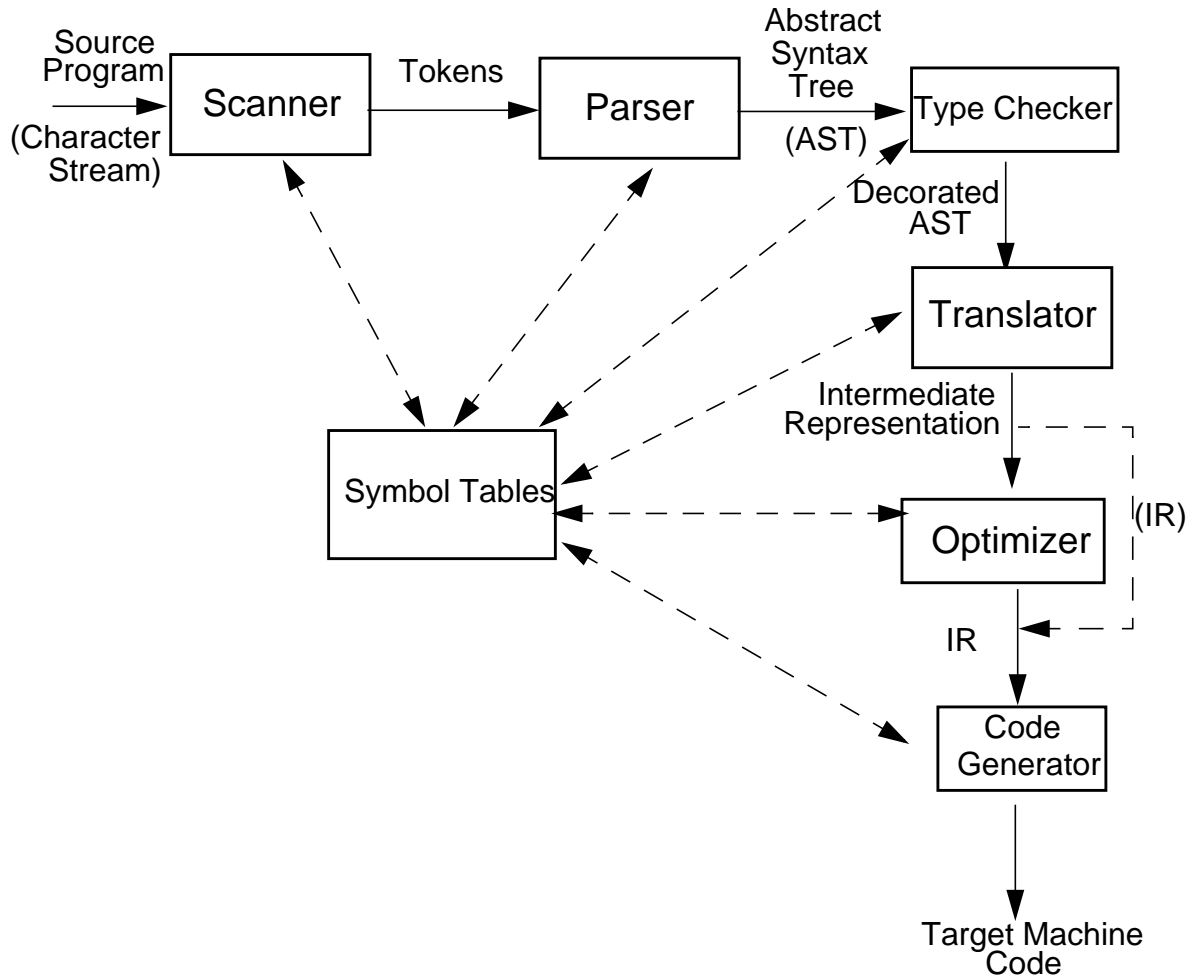 Source
Program
(Character
Stream)
Scanner
Tokens
Parser
Abstract
Syntax
Tree
(AST)
Type Checker
Decorated
AST
Translator
Intermediate
Representation
Symbol Tables
Optimizer
(IR)
IR
Code
Generator
Target Machine
Code